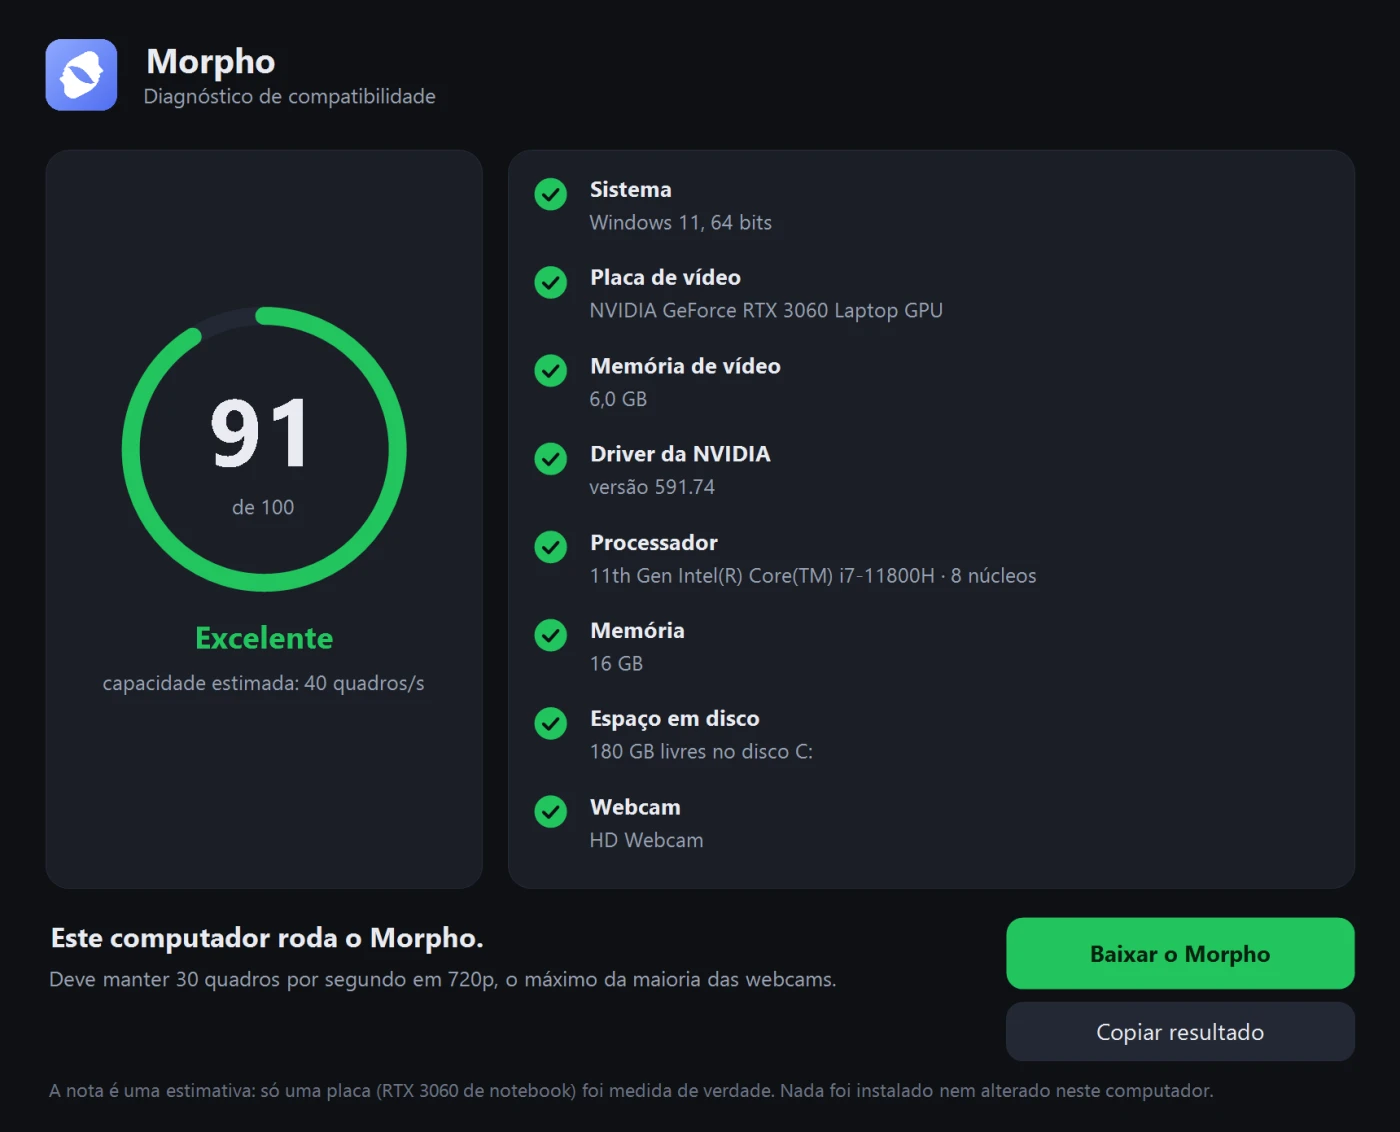 Morpho
Diagnóstico de compatibilidade
91
de 100
Excelente
capacidade estimada: 40 quadros/s
Sistema
Windows 11, 64 bits
Placa de vídeo
NVIDIA GeForce RTX 3060 Laptop GPU
Memória de vídeo
6,0 GB
Driver da NVIDIA
versão 591.74
Processador
11th Gen Intel(R) Core(TM) i7-11800H · 8 núcleos
Memória
16 GB
Espaço em disco
180 GB livres no disco C:
Webcam
HD Webcam
Este computador roda o Morpho.
Deve manter 30 quadros por segundo em 720p, o máximo da maioria das webcams.
Baixar o Morpho
Copiar resultado
A nota é uma estimativa: só uma placa (RTX 3060 de notebook) foi medida de verdade. Nada foi instalado nem alterado neste computador.